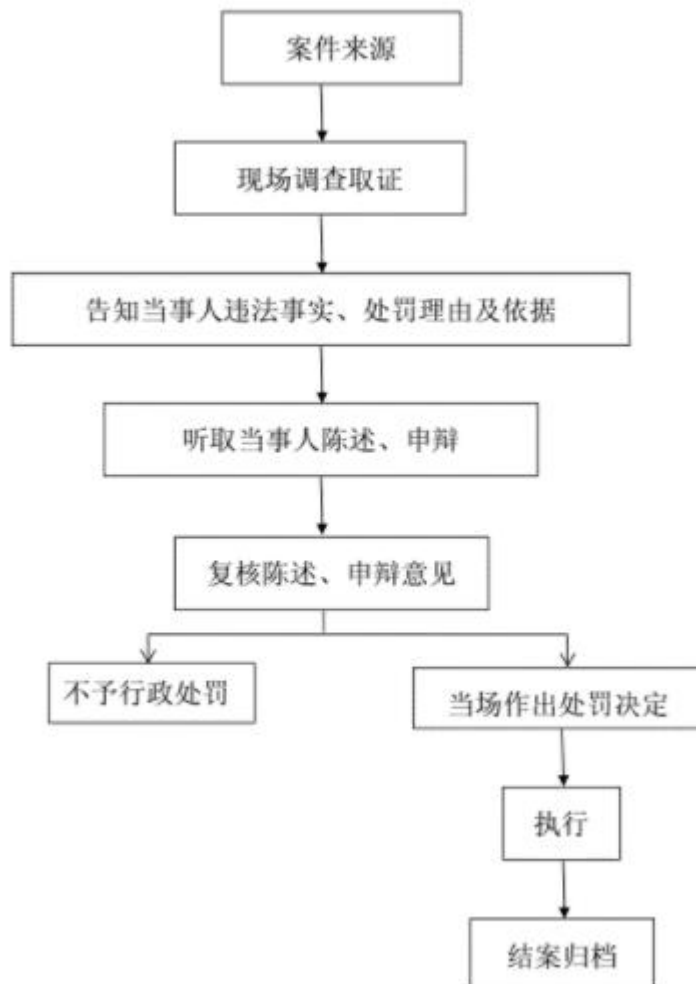 案件来源
现场调查取证
告知当事人违法事实、处罚理由及依据
听取当事人陈述、申辩
复核陈述、申辩意见
不予行政处罚
当场作出处罚决定
执行
结案归档